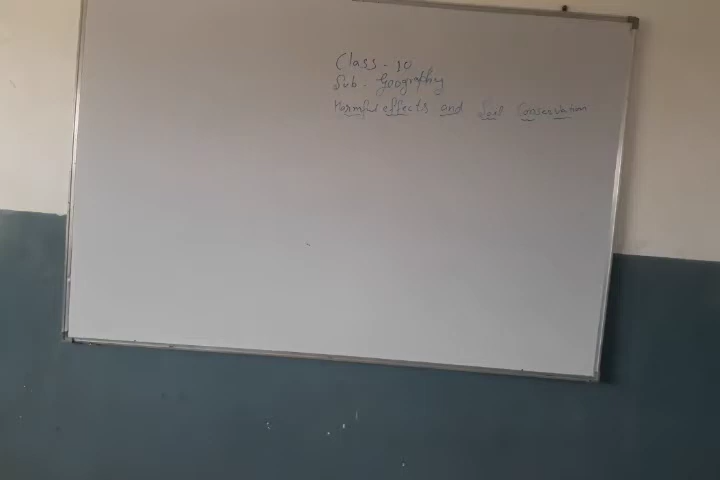 Class - 10
Sub. Geography
Harmful effects and Soil Conservation